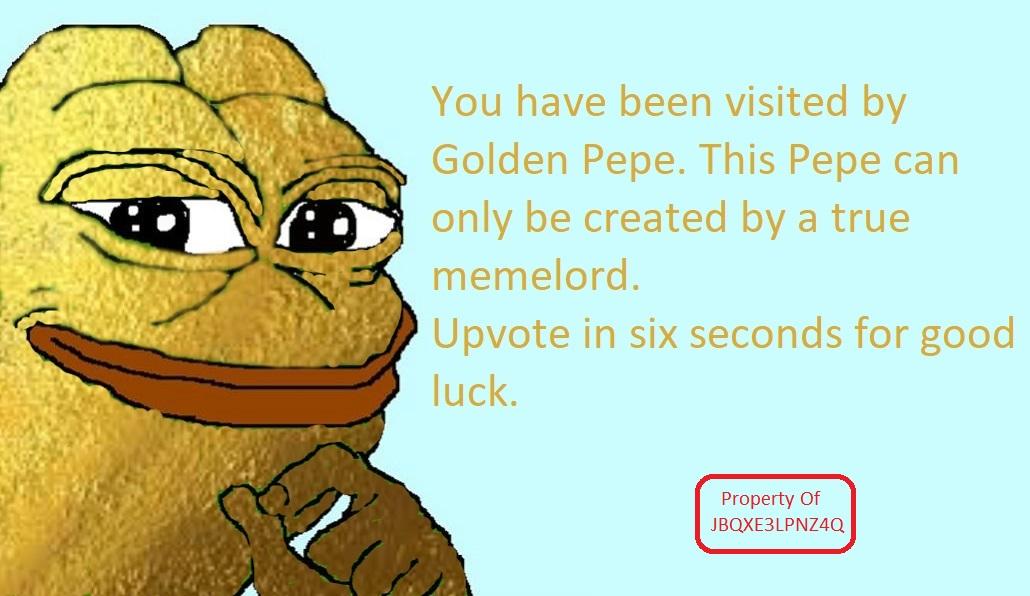 You have been visited by
Golden Pepe. This Pepe can
only be created by a true
memelord.
Upvote in six seconds for good
luck.
Property Of
JBQXE3LPNZ4Q